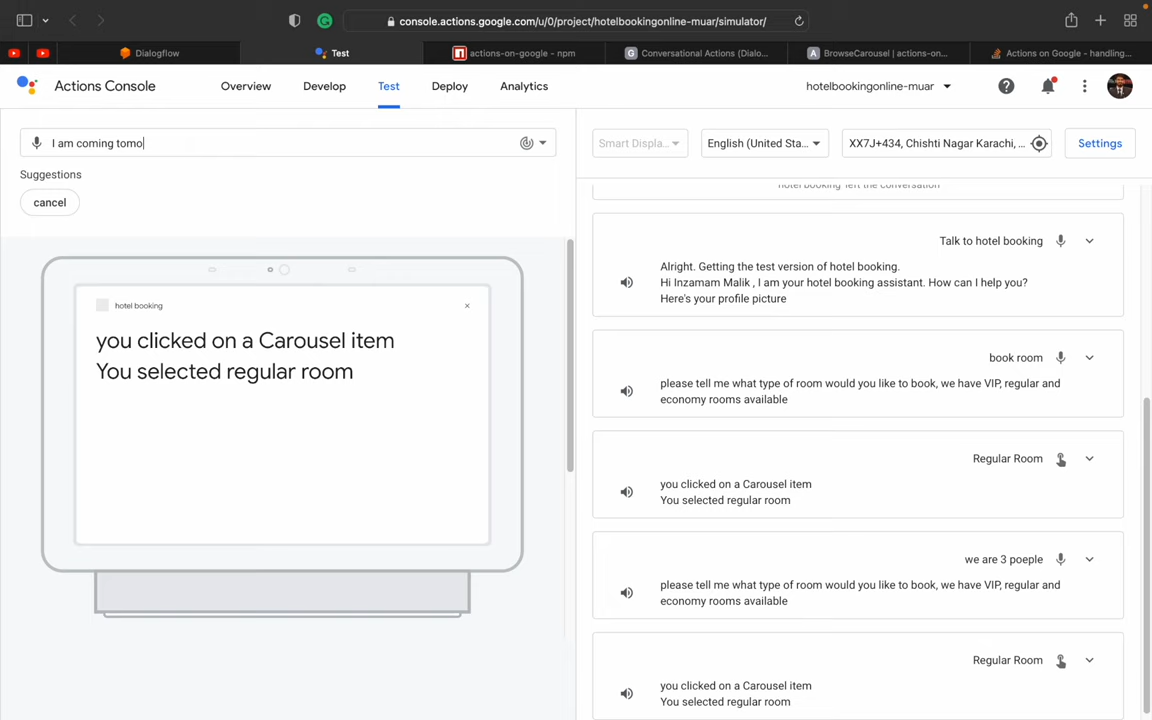 console.actions.google.com/u/0/project/hotelbookingonline-muar/simulator/
Dialogflow
Test
actions-on-google - npm
Conversational Actions (Dialo...
BrowseCarousel | actions-on...
Actions on Google - handling...
Actions Console
Overview
Develop
Test
Deploy
Analytics
hotelbookingonline-muar
I am coming tomo
Smart Displa...
English (United Sta...
XX7J+434, Chishti Nagar Karachi, ...
Settings
Suggestions
cancel
hotel booking
you clicked on a Carousel item
You selected regular room
hotel booking left the conversation
Talk to hotel booking
Alright. Getting the test version of hotel booking.
Hi Inzamam Malik , I am your hotel booking assistant. How can I help you?
Here's your profile picture
book room
please tell me what type of room would you like to book, we have VIP, regular and
economy rooms available
Regular Room
you clicked on a Carousel item
You selected regular room
we are 3 poeple
please tell me what type of room would you like to book, we have VIP, regular and
economy rooms available
Regular Room
you clicked on a Carousel item
You selected regular room